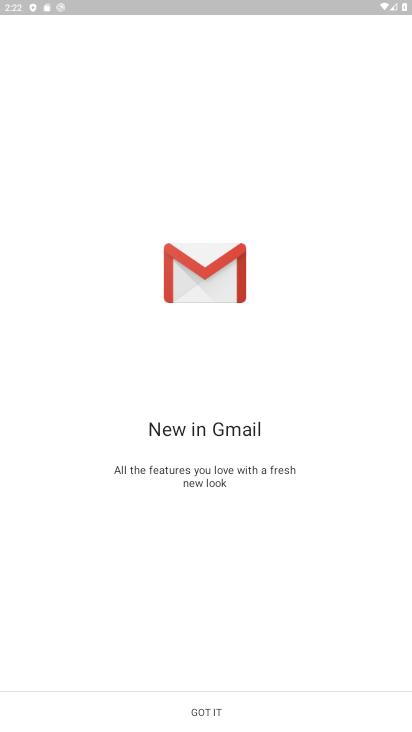 2:22
New in Gmail
All the features you love with a fresh
new look
GOT IT